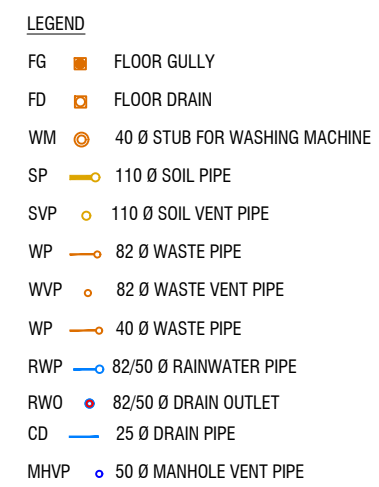 LEGEND
FG FLOOR GULLY
FD FLOOR DRAIN
WM 40 Ø STUB FOR WASHING MACHINE
SP 110 Ø SOIL PIPE
SVP 110 Ø SOIL VENT PIPE
WP 82 Ø WASTE PIPE
WVP 82 Ø WASTE VENT PIPE
WP 40 Ø WASTE PIPE
RWP 82/50 Ø RAINWATER PIPE
RWO 82/50 Ø DRAIN OUTLET
CD 25 Ø DRAIN PIPE
MHVP 50 Ø MANHOLE VENT PIPE